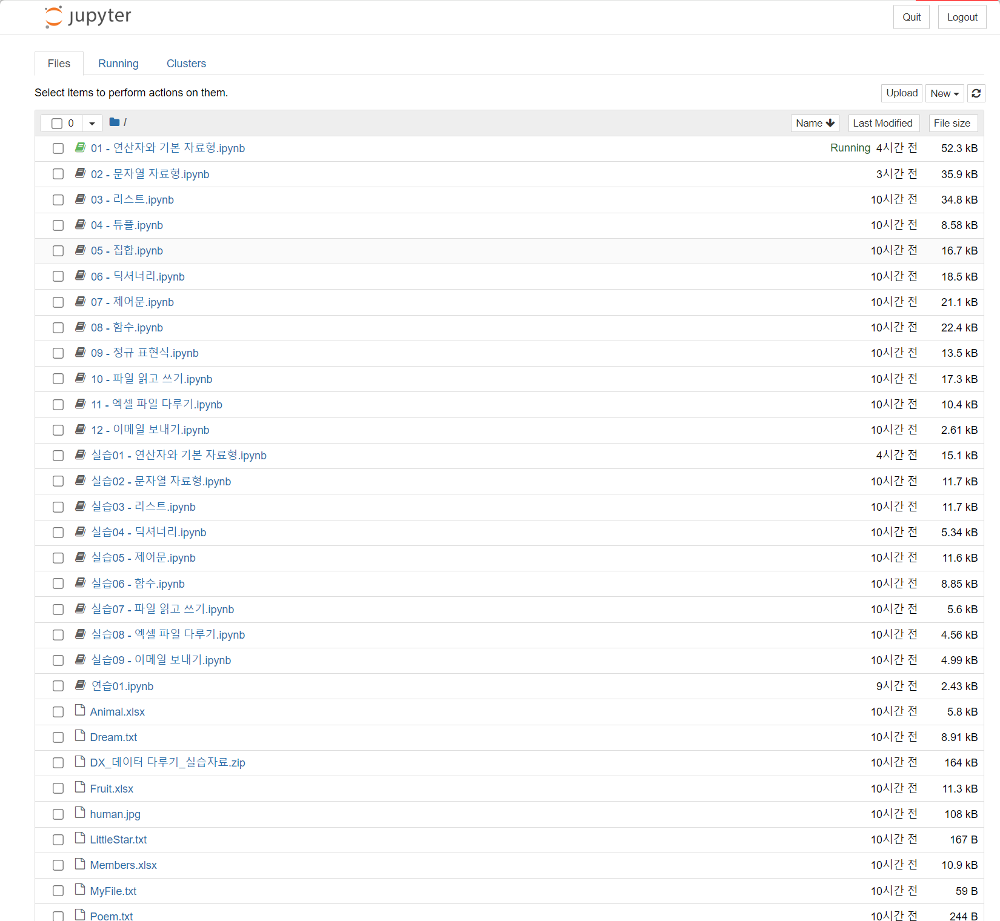 jupyter
Quit Logout
Files Running Clusters
Select items to perform actions on them.
Upload New
0 / Name Last Modified File size
01 - 연산자와 기본 자료형.ipynb Running 4시간 전 52.3 kB
02 - 문자열 자료형.ipynb 3시간 전 35.9 kB
03 - 리스트.ipynb 10시간 전 34.8 kB
04 - 튜플.ipynb 10시간 전 8.58 kB
05 - 집합.ipynb 10시간 전 16.7 kB
06 - 딕셔너리.ipynb 10시간 전 18.5 kB
07 - 제어문.ipynb 10시간 전 21.1 kB
08 - 함수.ipynb 10시간 전 22.4 kB
09 - 정규 표현식.ipynb 10시간 전 13.5 kB
10 - 파일 읽고 쓰기.ipynb 10시간 전 17.3 kB
11 - 엑셀 파일 다루기.ipynb 10시간 전 10.4 kB
12 - 이메일 보내기.ipynb 10시간 전 2.61 kB
실습01 - 연산자와 기본 자료형.ipynb 4시간 전 15.1 kB
실습02 - 문자열 자료형.ipynb 10시간 전 11.7 kB
실습03 - 리스트.ipynb 10시간 전 11.7 kB
실습04 - 딕셔너리.ipynb 10시간 전 5.34 kB
실습05 - 제어문.ipynb 10시간 전 11.6 kB
실습06 - 함수.ipynb 10시간 전 8.85 kB
실습07 - 파일 읽고 쓰기.ipynb 10시간 전 5.6 kB
실습08 - 엑셀 파일 다루기.ipynb 10시간 전 4.56 kB
실습09 - 이메일 보내기.ipynb 10시간 전 4.99 kB
연습01.ipynb 9시간 전 2.43 kB
Animal.xlsx 10시간 전 5.8 kB
Dream.txt 10시간 전 8.91 kB
DX_데이터 다루기_실습자료.zip 10시간 전 164 kB
Fruit.xlsx 10시간 전 11.3 kB
human.jpg 10시간 전 108 kB
LittleStar.txt 10시간 전 167 B
Members.xlsx 10시간 전 10.9 kB
MyFile.txt 10시간 전 59 B
Poem.txt 10시간 전 244 B